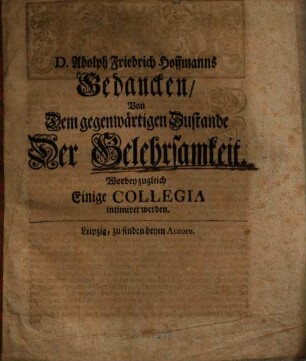 D. Adolph Friedrich Hoffmanns
Gedancken/
Von
Dem gegenwärtigen Zustande
Der Gelehrsamkeit.
Worbey zugleich
Einige COLLEGIA
intimiret werden.
Leipzig, zu finden beym Autore.